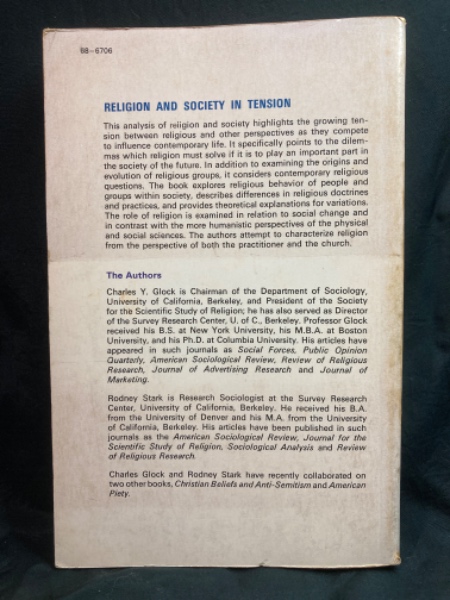 98-6706
RELIGION AND SOCIETY IN TENSION
This analysis of religion and society highlights the growing ten-
sion between religious and other perspectives as they compete
to influence contemporary life. It specifically points to the dilem-
mas which religion must solve if it is to play an important part in
the society of the future. In addition to examining the origins and
evolution of religious groups, it considers contemporary religious
questions. The book explores religious behavior of people and
groups within society, describes differences in religious doctrines
and practices, and provides theoretical explanations for variations.
The role of religion is examined in relation to social change and
in contrast with the more humanistic perspectives of the physical
and social sciences. The authors attempt to characterize religion
from the perspective of both the practitioner and the church.
The Authors
Charles Y. Glock is Chairman of the Department of Sociology,
University of California, Berkeley, and President of the Society
for the Scientific Study of Religion; he has also served as Director
of the Survey Research Center, U. of C., Berkeley. Professor Glock
received his B.S. at New York University, his M.B.A. at Boston
University, and his Ph.D. at Columbia University. His articles have
appeared in such journals as Social Forces, Public Opinion
Quarterly, American Sociological Review, Review of Religious
Research, Journal of Advertising Research and Journal of
Marketing.
Rodney Stark is Research Sociologist at the Survey Research
Center, University of California, Berkeley. He received his B.A.
from the University of Denver and his M.A. from the University
of California, Berkeley. His articles have been published in such
journals as the American Sociological Review, Journal for the
Scientific Study of Religion, Sociological Analysis and Review
of Religious Research.
Charles Glock and Rodney Stark have recently collaborated on
two other books, Christian Beliefs and Anti-Semitism and American
Piety.